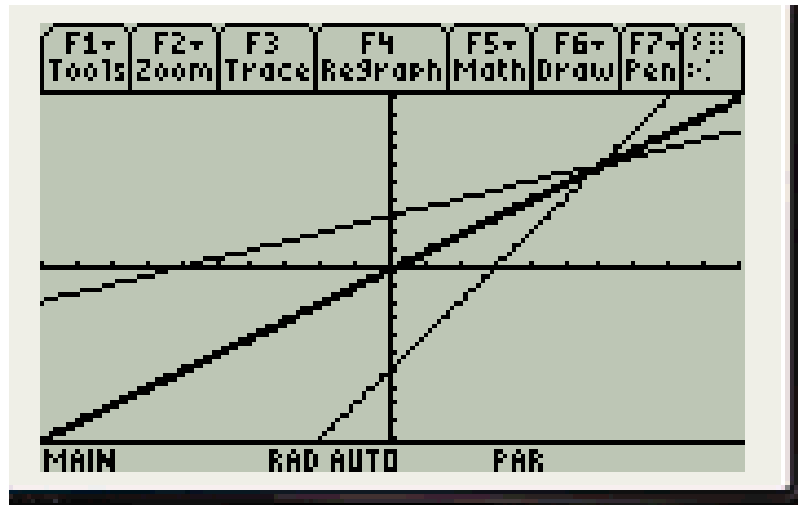 F1 F2 F3 F4 F5 F6 F7
Tools Zoom Trace ReGraph Math Draw Pen
MAIN RAD AUTO PAR